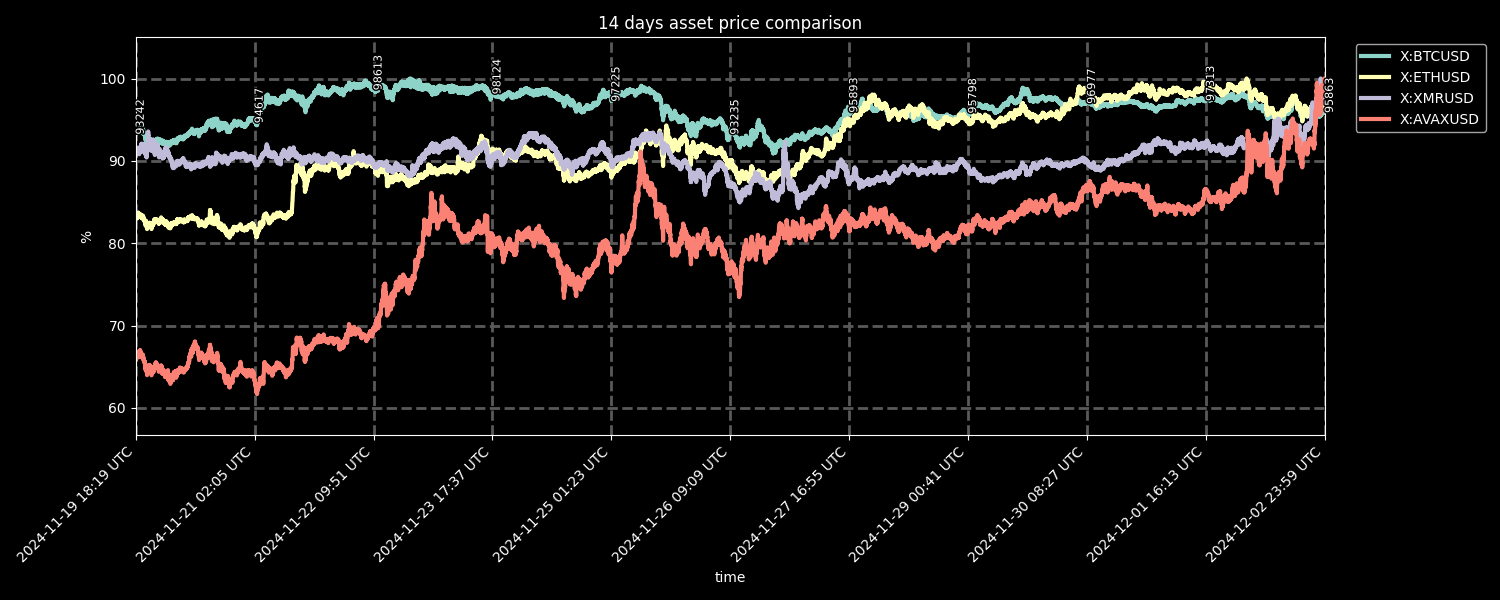 14 days asset price comparison
X:BTCUSD
X:ETHUSD
X:XMRUSD
X:AVAXUSD
100
90
80
70
60
%
93242
94617
98613
98124
97225
93235
95893
95798
96977
97313
95863
2024-11-19 18:19 UTC
2024-11-21 02:05 UTC
2024-11-22 09:51 UTC
2024-11-23 17:37 UTC
2024-11-25 01:23 UTC
2024-11-26 09:09 UTC
2024-11-27 16:55 UTC
2024-11-29 00:41 UTC
2024-11-30 08:27 UTC
2024-12-01 16:13 UTC
2024-12-02 23:59 UTC
time